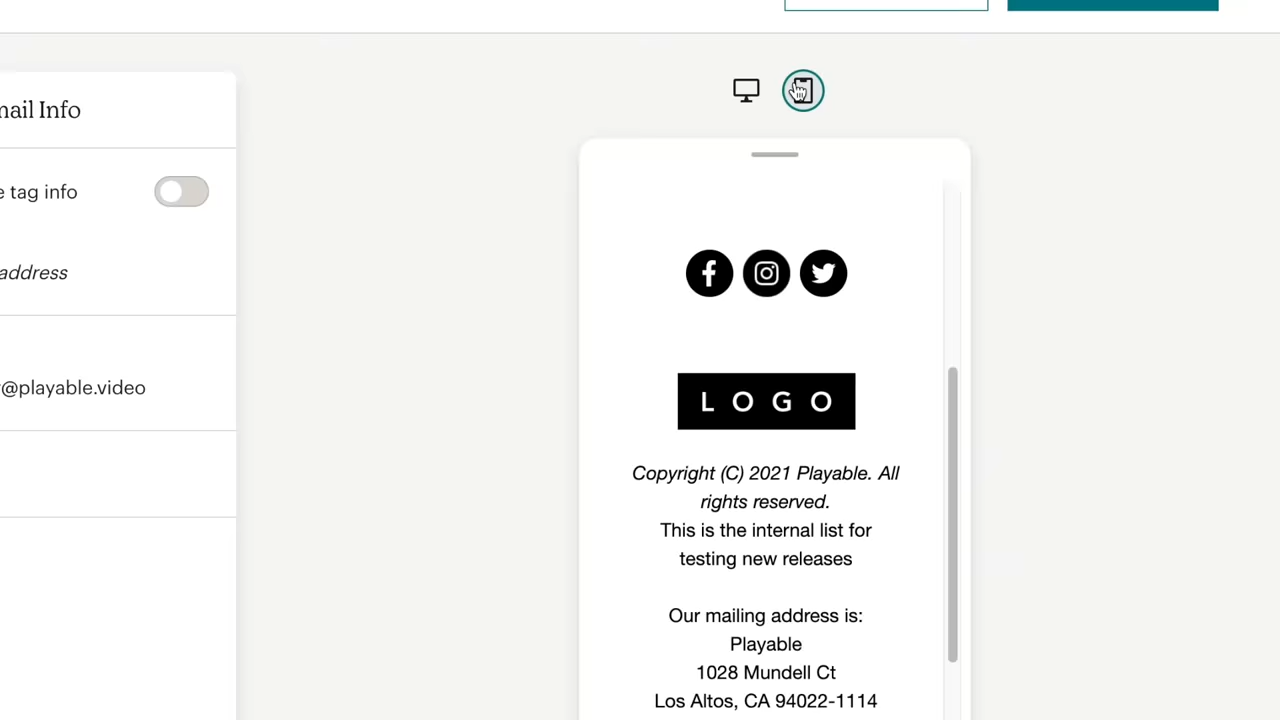 mail Info
e tag info
address
@playable.video
LOGO
Copyright (C) 2021 Playable. All
rights reserved.
This is the internal list for
testing new releases
Our mailing address is:
Playable
1028 Mundell Ct
Los Altos, CA 94022-1114